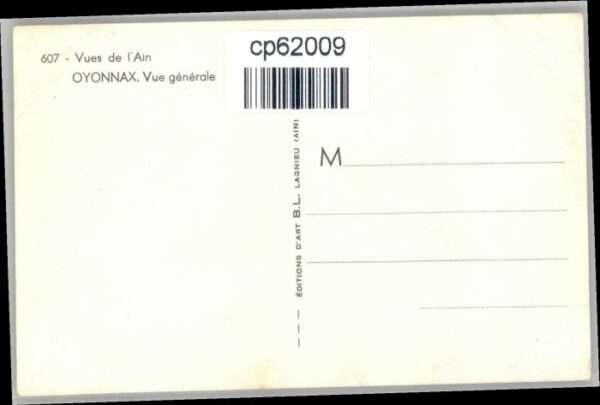 607 - Vues de l'Ain
OYONNAX. Vue générale
cp62009
M
ÉDITIONS D'ART B.L. LAGNIEU (AIN)